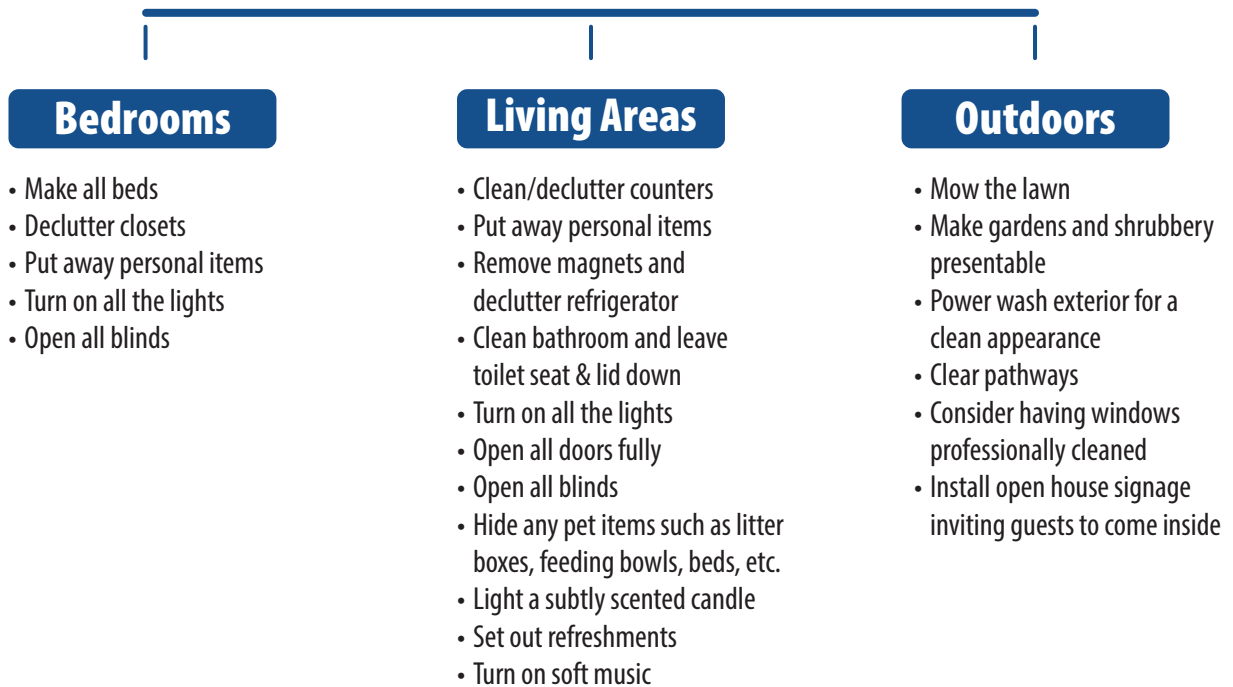 Bedrooms
• Make all beds
• Declutter closets
• Put away personal items
• Turn on all the lights
• Open all blinds
Living Areas
• Clean/declutter counters
• Put away personal items
• Remove magnets and
declutter refrigerator
• Clean bathroom and leave
toilet seat & lid down
• Turn on all the lights
• Open all doors fully
• Open all blinds
• Hide any pet items such as litter
boxes, feeding bowls, beds, etc.
• Light a subtly scented candle
• Set out refreshments
• Turn on soft music
Outdoors
• Mow the lawn
• Make gardens and shrubbery
presentable
• Power wash exterior for a
clean appearance
• Clear pathways
• Consider having windows
professionally cleaned
• Install open house signage
inviting guests to come inside